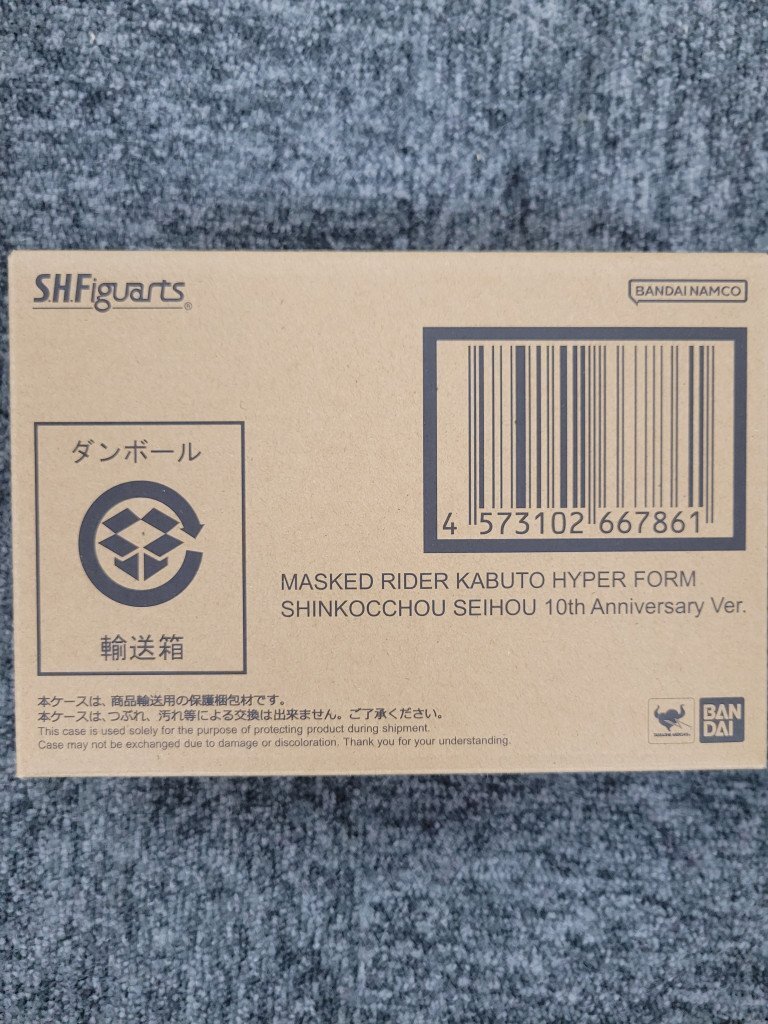 S.H.Figuarts®
BANDAI NAMCO
4 573102 667861
ダンボール
輸送箱
MASKED RIDER KABUTO HYPER FORM
SHINKOCCHOU SEIHOU 10th Anniversary Ver.
本ケースは、商品輸送用の保護梱包材です。
本ケースは、つぶれ、汚れ等による交換は出来ません。ご了承ください。
This case is used solely for the purpose of protecting product during shipment.
Case may not be exchanged due to damage or discoloration. Thank you for your understanding.
TAMASHII NATIONS
BAN
DAI